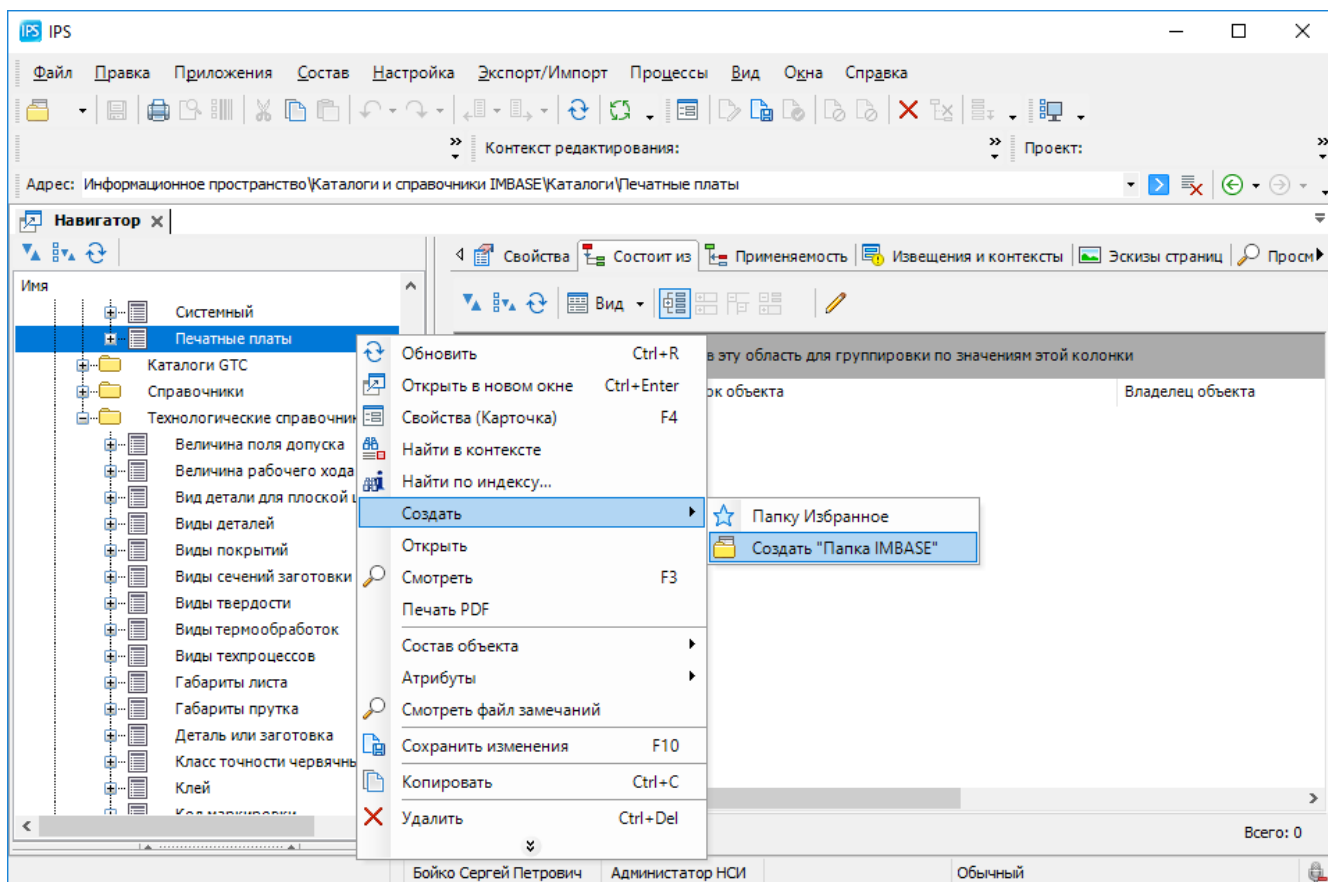 IPS IPS
Файл Правка Приложения Состав Настройка Экспорт/Импорт Процессы Вид Окна Справка
Контекст редактирования: Проект:
Адрес: Информационное пространство\Каталоги и справочники IMBASE\Каталоги\Печатные платы
Навигатор
Свойства Состоит из Применяемость Извещения и контексты Эскизы страниц
Имя
Вид
Системный
Печатные платы
Каталоги GTC
Справочники
Технологические
Величина поля допуска
Величина рабочего хода
Вид детали для плоской
Виды деталей
Виды покрытий
Виды сечений заготовки
Виды твердости
Виды термообработок
Виды техпроцессов
Габариты листа
Габариты прутка
Деталь или заготовка
Класс точности
Клей
Обновить Ctrl+R
Открыть в новом окне Ctrl+Enter
Свойства (Карточка) F4
Найти в контексте
Найти по индексу...
Создать
Открыть
Смотреть F3
Печать PDF
Состав объекта
Атрибуты
Смотреть файл замечаний
Сохранить изменения F10
Копировать Ctrl+C
Удалить Ctrl+Del
Папку Избранное
Создать "Папка IMBASE"
в эту область для группировки по значениям этой колонки
объекта Владелец объекта
Всего: 0
Бойко Сергей Петрович Администратор НСИ Обычный